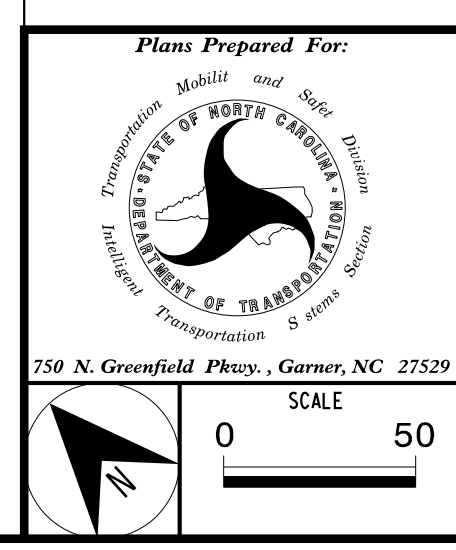 Plans Prepared For:
Transportation Mobilit and Safet Division
STATE OF NORTH CAROLINA
DEPARTMENT OF TRANSPORTATION
Intelligent Transportation S stems Section
750 N. Greenfield Pkwy. , Garner, NC 27529
N
SCALE
0 50